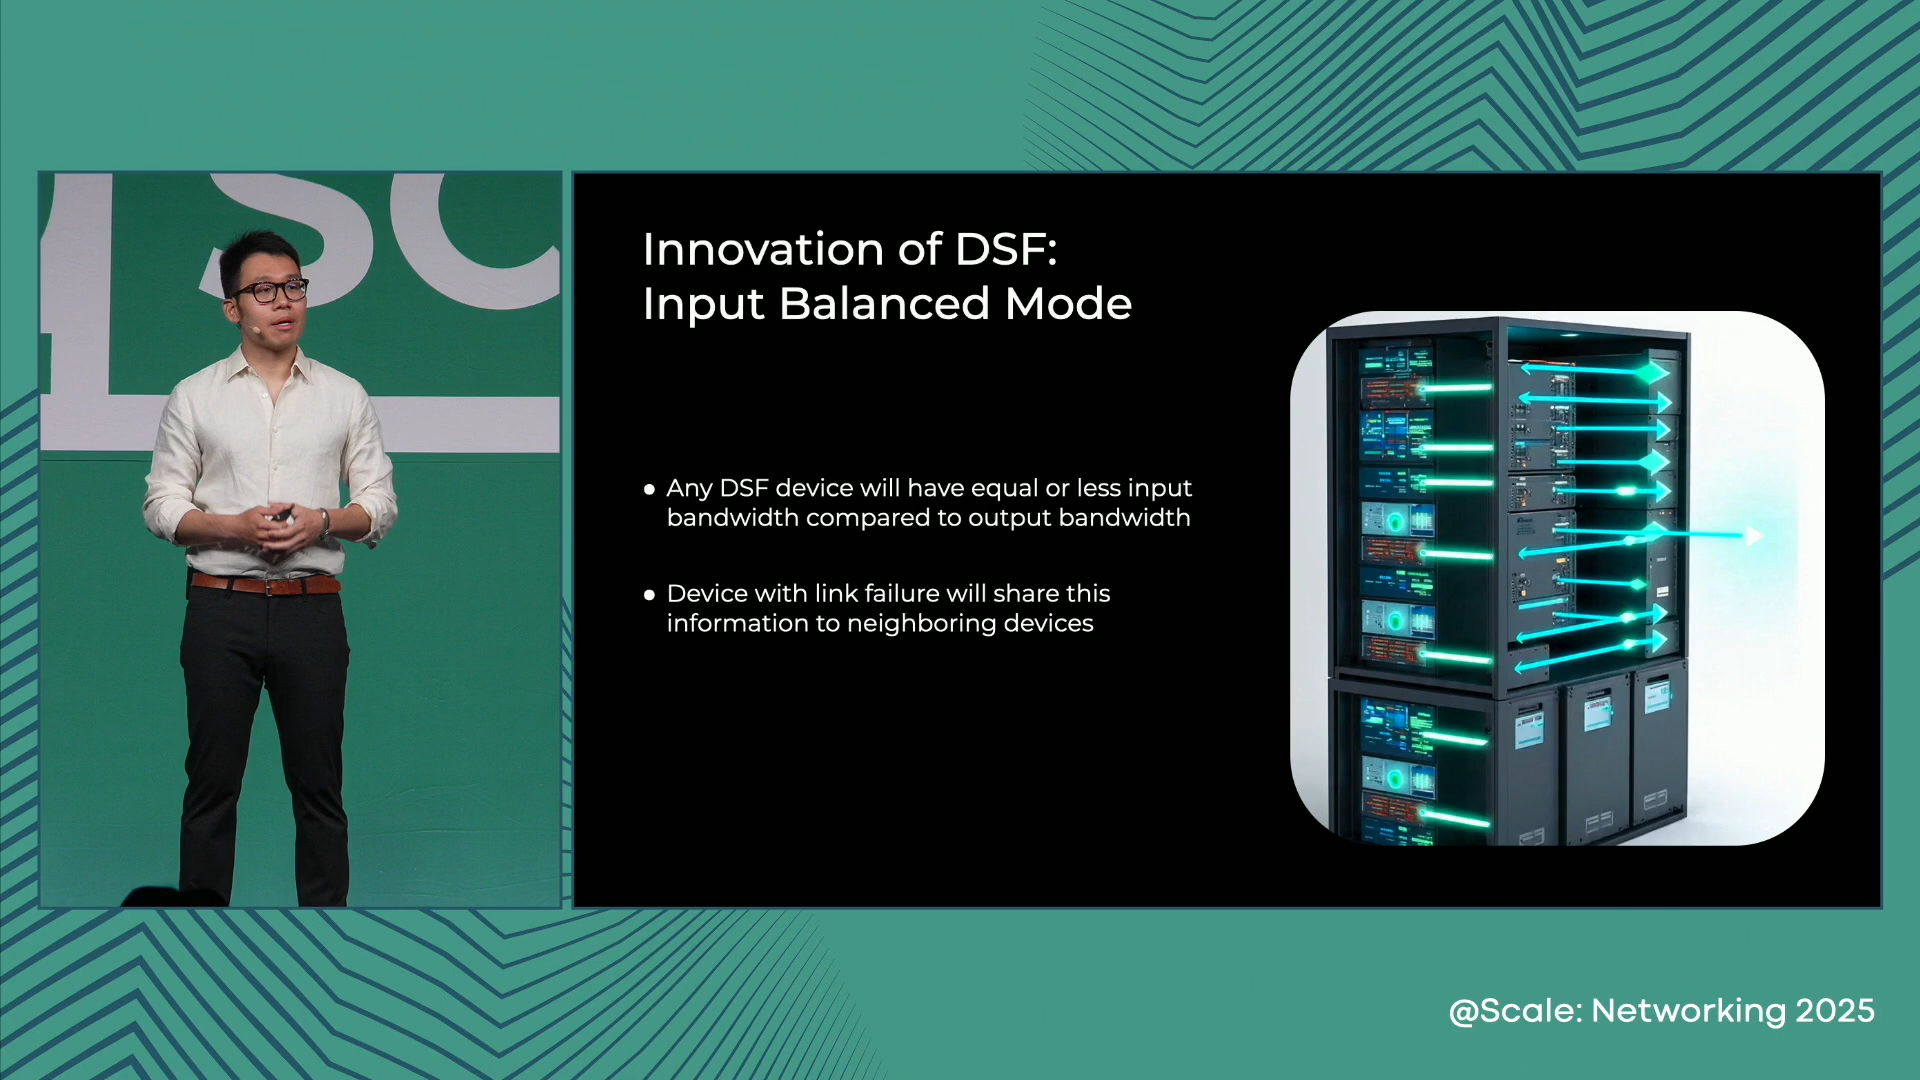 Innovation of DSF:
Input Balanced Mode
● Any DSF device will have equal or less input
bandwidth compared to output bandwidth
● Device with link failure will share this
information to neighboring devices
@Scale: Networking 2025